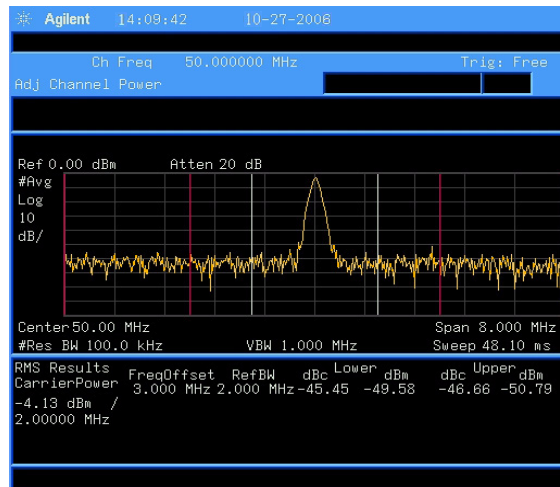 Agilent 14:09:42 10-27-2006
Ch Freq 50.000000 MHz Trig: Free
Adj Channel Power
Ref 0.00 dBm Atten 20 dB
#Avg
Log
10
dB/
Center 50.00 MHz Span 8.000 MHz
#Res BW 100.0 kHz VBW 1.000 MHz Sweep 48.10 ms
RMS Results
CarrierPower FreqOffset RefBW dBc Lower dBm dBc Upper dBm
-4.13 dBm / 3.000 MHz 2.000 MHz -45.45 -49.58 -46.66 -50.79
2.00000 MHz